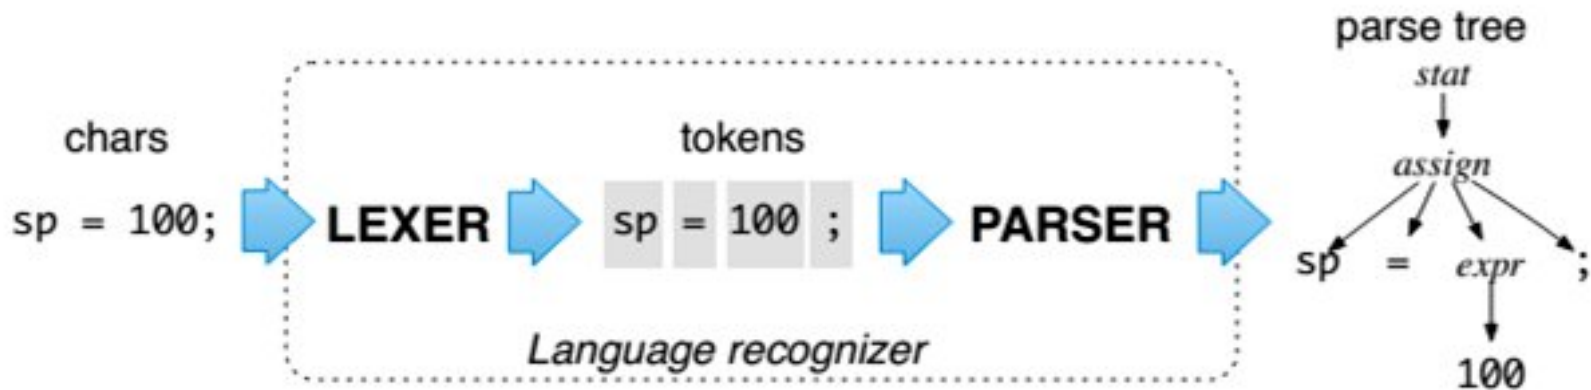 chars
sp = 100;
LEXER
tokens
sp = 100 ;
PARSER
Language recognizer
parse tree
stat
assign
sp = expr ;
100